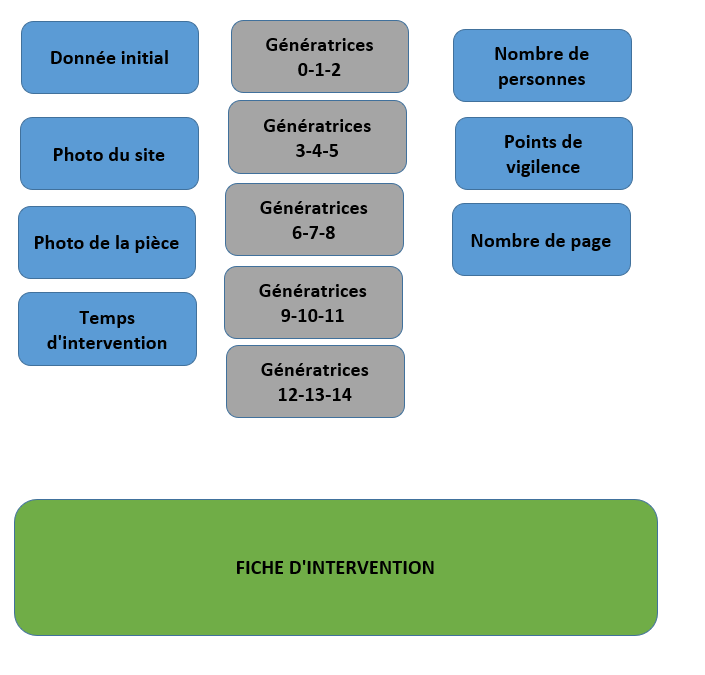 Donnée initial
Photo du site
Photo de la pièce
Temps
d'intervention
Génératrices
0-1-2
Génératrices
3-4-5
Génératrices
6-7-8
Génératrices
9-10-11
Génératrices
12-13-14
Nombre de
personnes
Points de
vigilence
Nombre de page
FICHE D'INTERVENTION